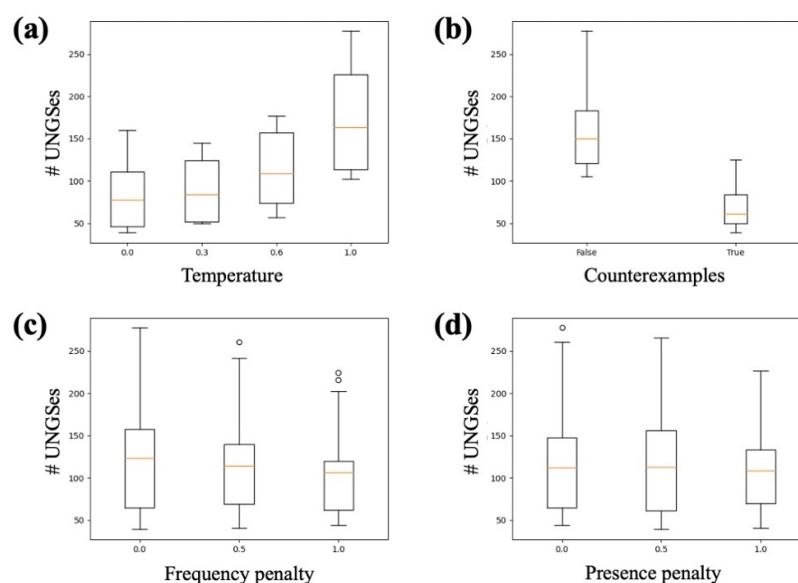 (a)
# UNGSes
250
200
150
100
50
0.0 0.3 0.6 1.0
Temperature
(b)
# UNGSes
250
200
150
100
50
False True
Counterexamples
(c)
# UNGSes
250
200
150
100
50
0.0 0.5 1.0
Frequency penalty
(d)
# UNGSes
250
200
150
100
50
0.0 0.5 1.0
Presence penalty